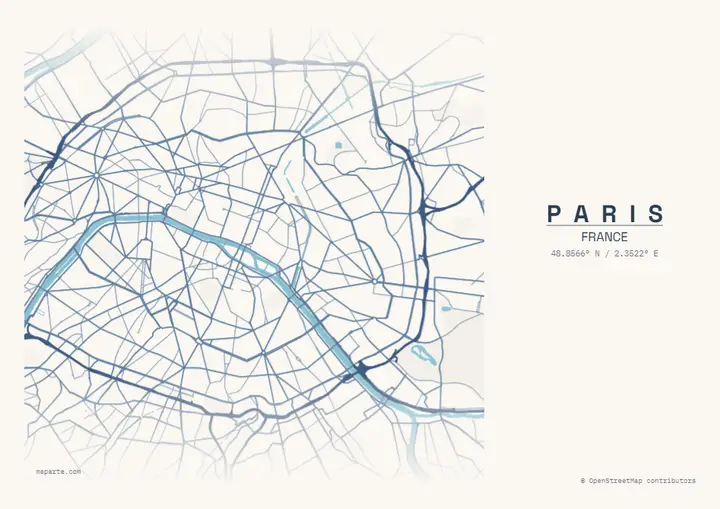 PARIS
FRANCE
48.8566° N / 2.3522° E
maparte.com
© OpenStreetMap contributors